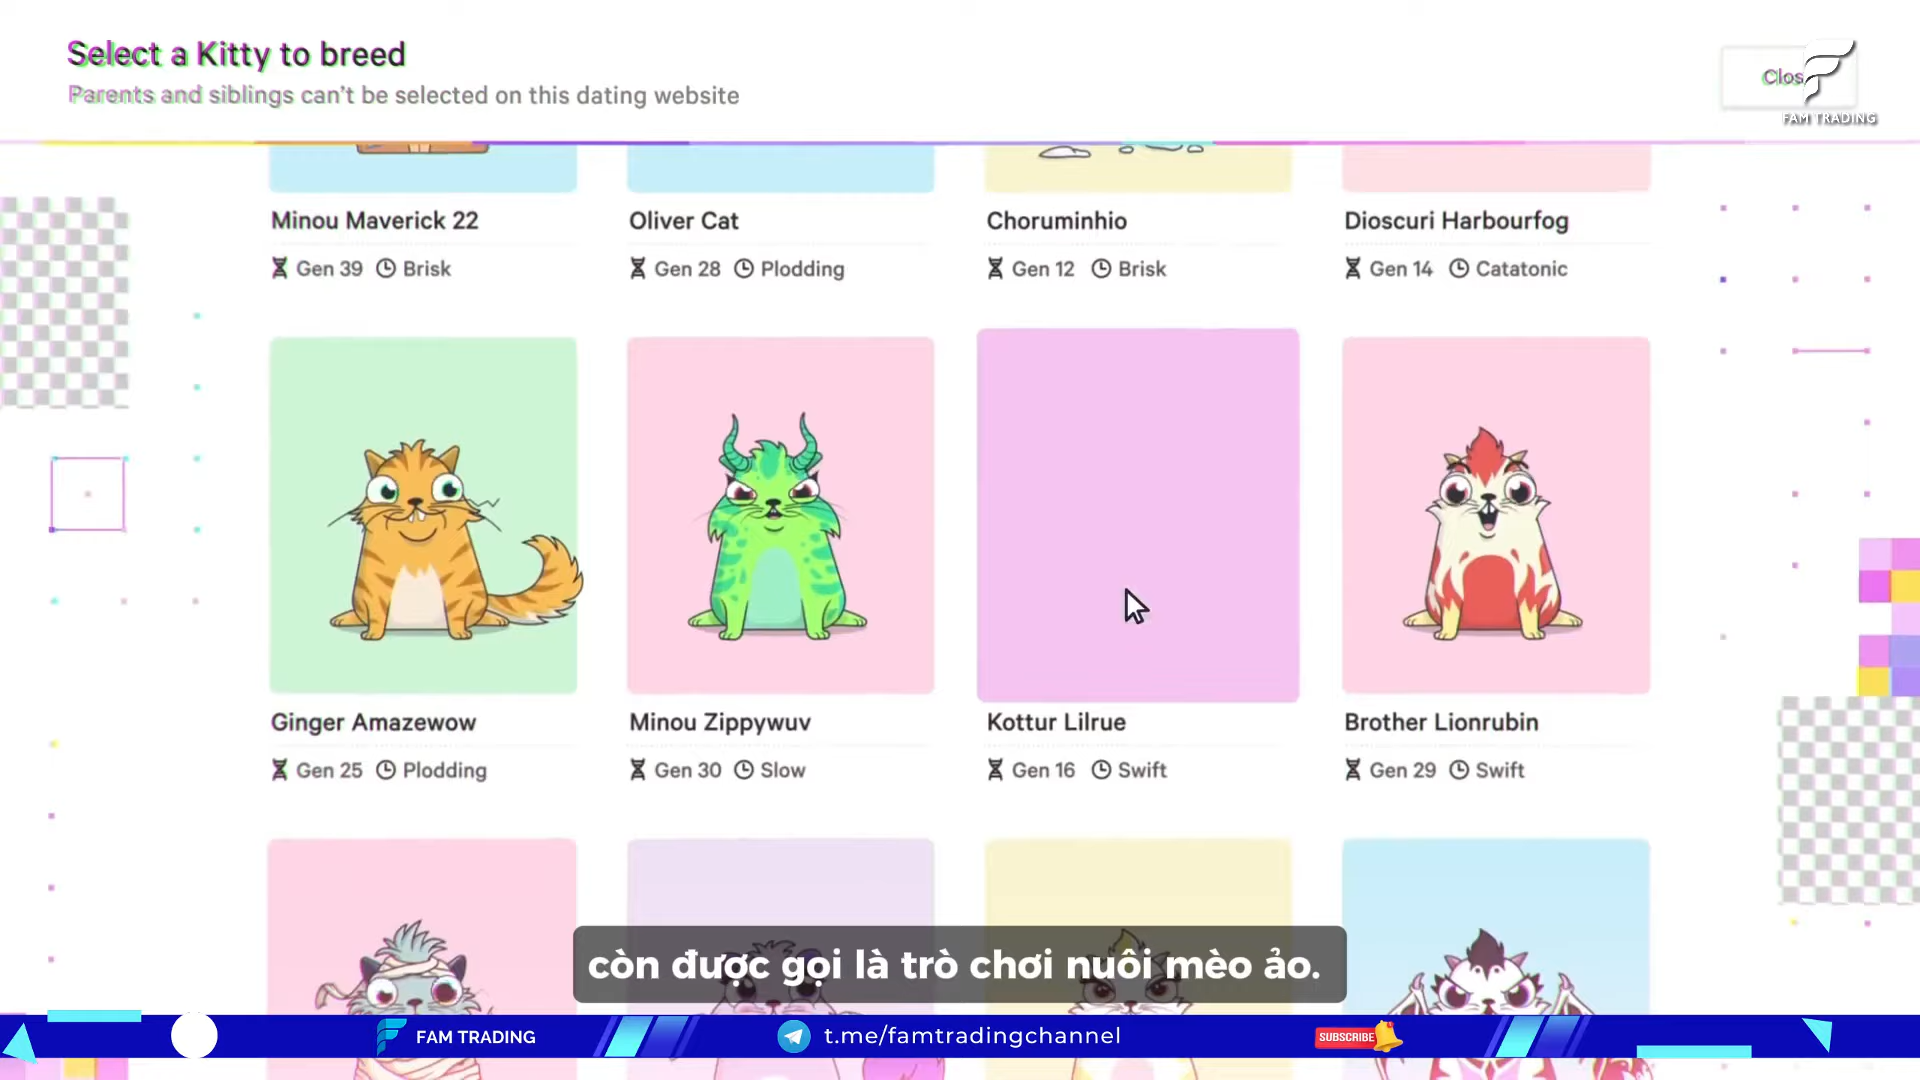 Select a Kitty to breed
Parents and siblings can't be selected on this dating website
FAM TRADING
Minou Maverick 22
Gen 39 Brisk
Oliver Cat
Gen 28 Plodding
Choruminhio
Gen 12 Brisk
Dioscuri Harbourfog
Gen 14 Catatonic
Ginger Amazewow
Gen 25 Plodding
Minou Zippywuv
Gen 30 Slow
Kottur Lilrue
Gen 16 Swift
Brother Lionrubin
Gen 29 Swift
còn được gọi là trò chơi nuôi mèo ảo.
FAM TRADING
t.me/famtradingchannel
SUBSCRIBE